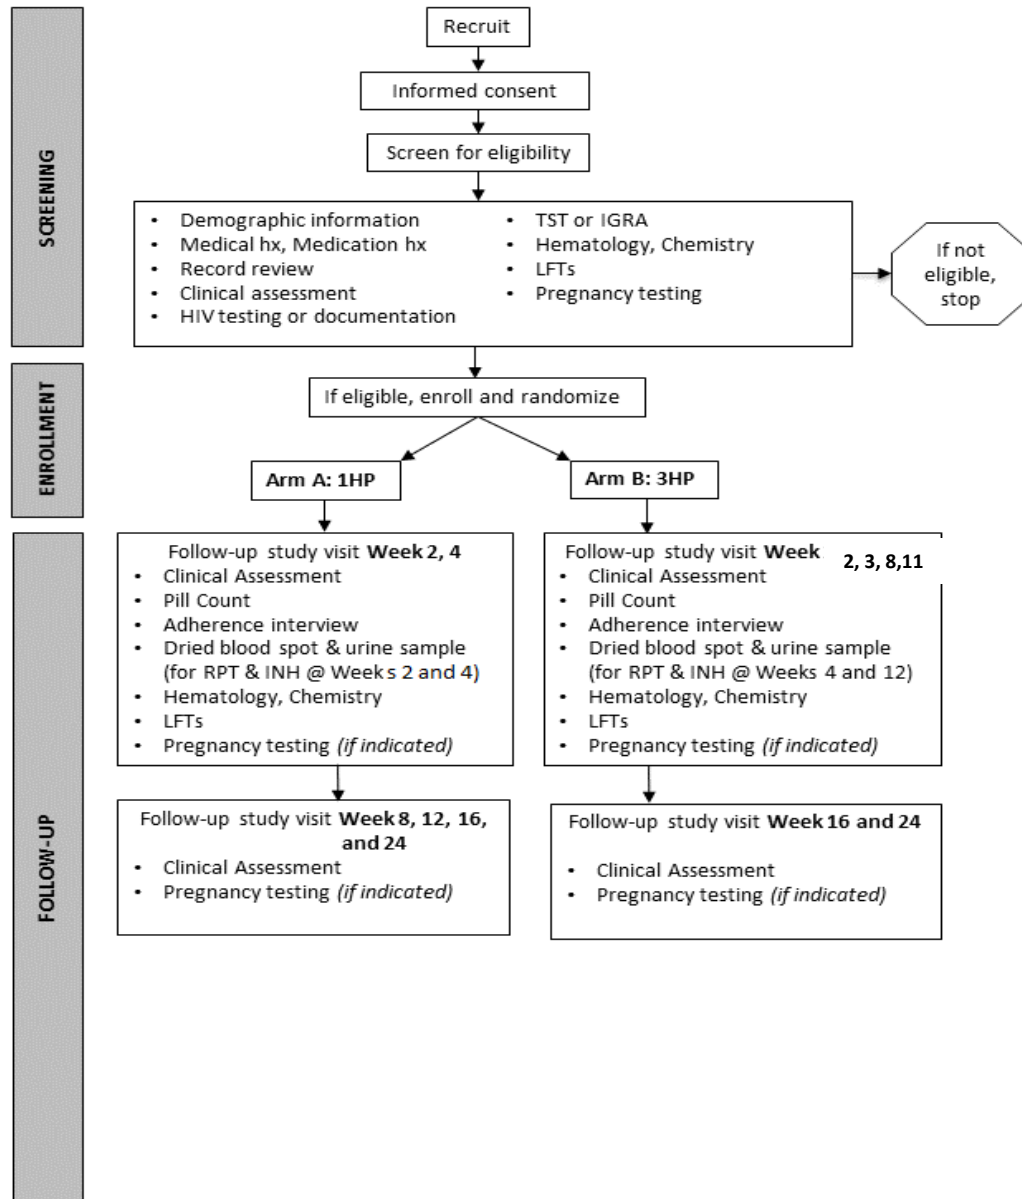 SCREENING
Recruit
Informed consent
Screen for eligibility
• Demographic information
• Medical hx, Medication hx
• Record review
• Clinical assessment
• HIV testing or documentation
• TST or IGRA
• Hematology, Chemistry
• LFTs
• Pregnancy testing
If not
eligible,
stop
ENROLLMENT
If eligible, enroll and randomize
Arm A: 1HP
Arm B: 3HP
FOLLOW-UP
Follow-up study visit Week 2, 4
• Clinical Assessment
• Pill Count
• Adherence interview
• Dried blood spot & urine sample
(for RPT & INH @ Weeks 2 and 4)
• Hematology, Chemistry
• LFTs
• Pregnancy testing (if indicated)
Follow-up study visit Week 2, 3, 8,11
• Clinical Assessment
• Pill Count
• Adherence interview
• Dried blood spot & urine sample
(for RPT & INH @ Weeks 4 and 12)
• Hematology, Chemistry
• LFTs
• Pregnancy testing (if indicated)
Follow-up study visit Week 8, 12, 16,
and 24
• Clinical Assessment
• Pregnancy testing (if indicated)
Follow-up study visit Week 16 and 24
• Clinical Assessment
• Pregnancy testing (if indicated)